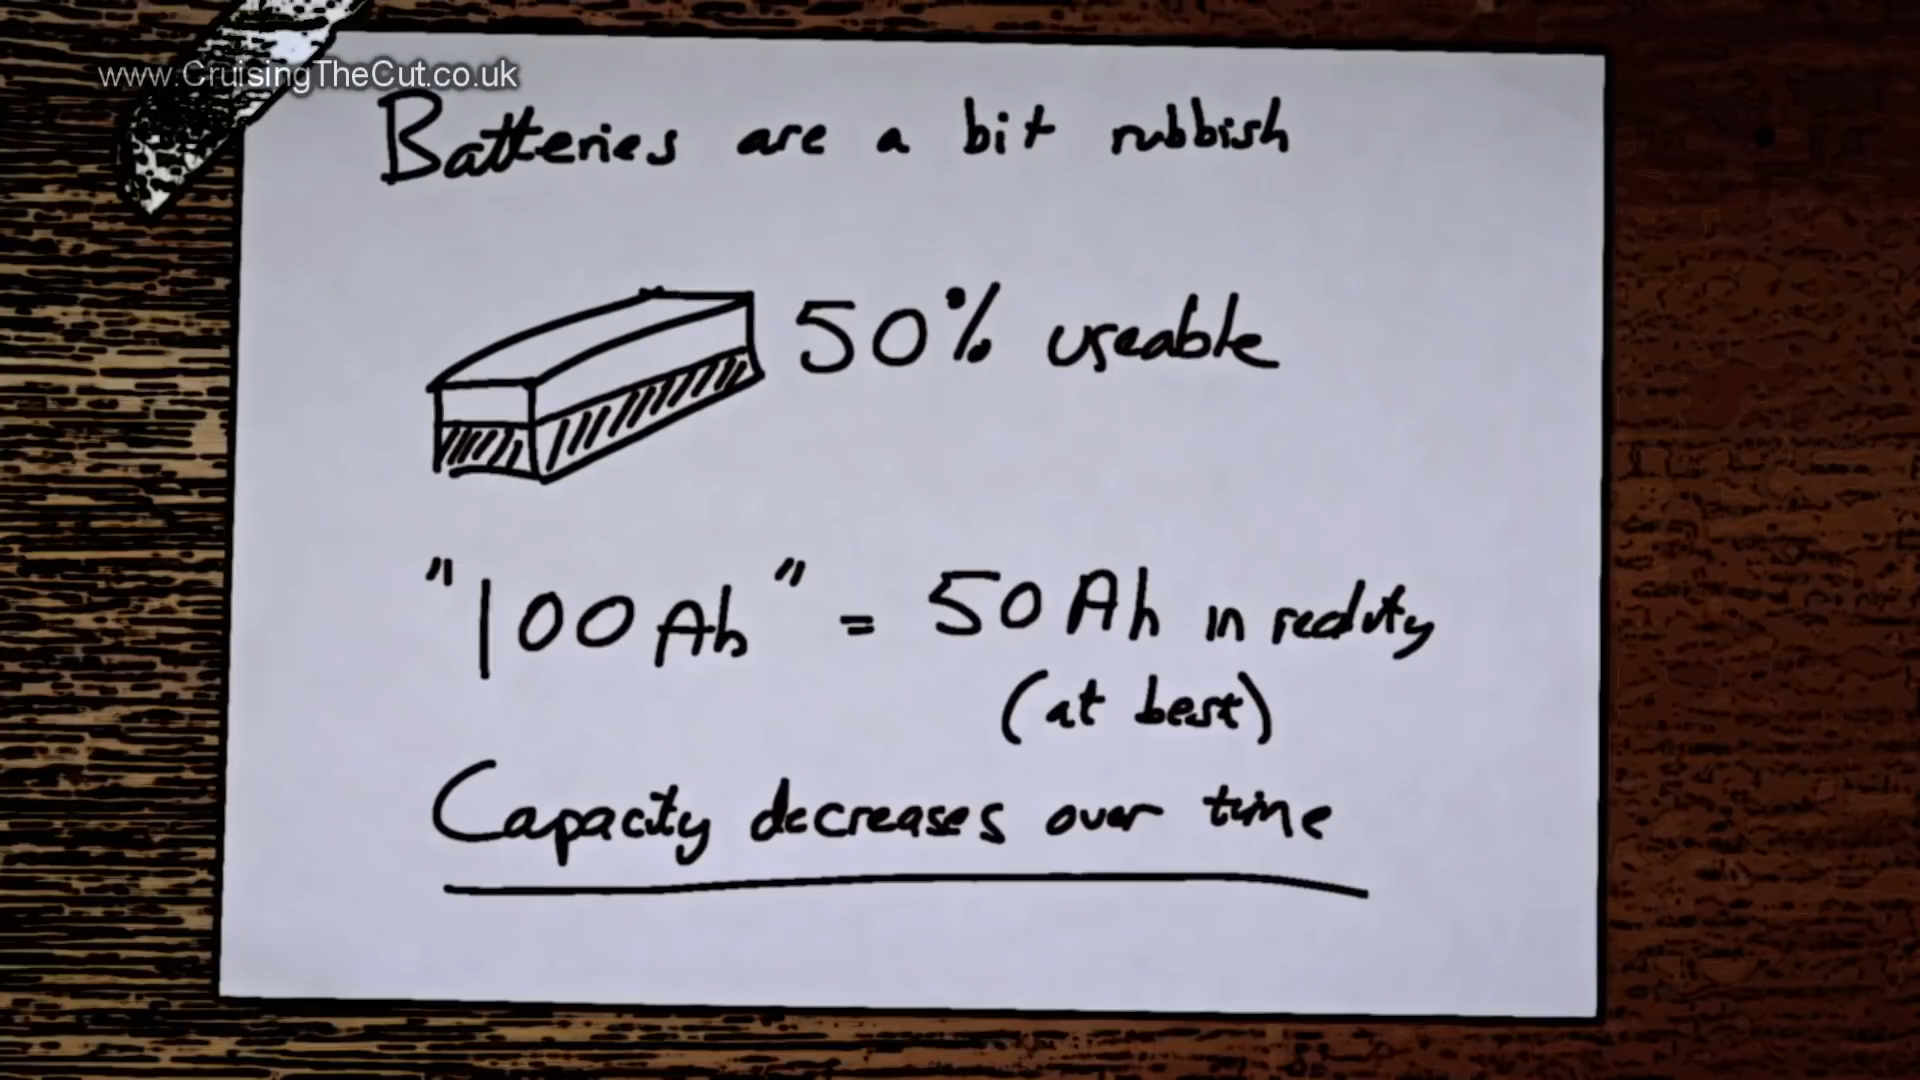 www.CruisingTheCut.co.uk
Batteries are a bit rubbish
50% useable
"100Ah" = 50Ah in reality
(at best)
Capacity decreases over time